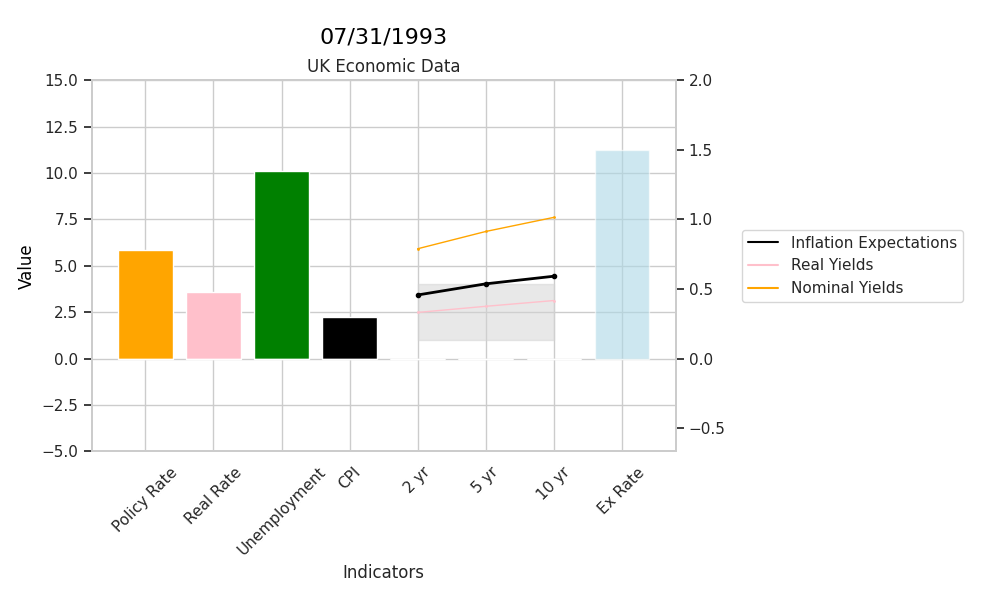 07/31/1993
UK Economic Data
15.0
12.5
10.0
7.5
5.0
2.5
0.0
−2.5
−5.0
Value
2.0
1.5
1.0
0.5
0.0
−0.5
Inflation Expectations
Real Yields
Nominal Yields
Policy Rate
Real Rate
Unemployment
CPI
2 yr
5 yr
10 yr
Ex Rate
Indicators